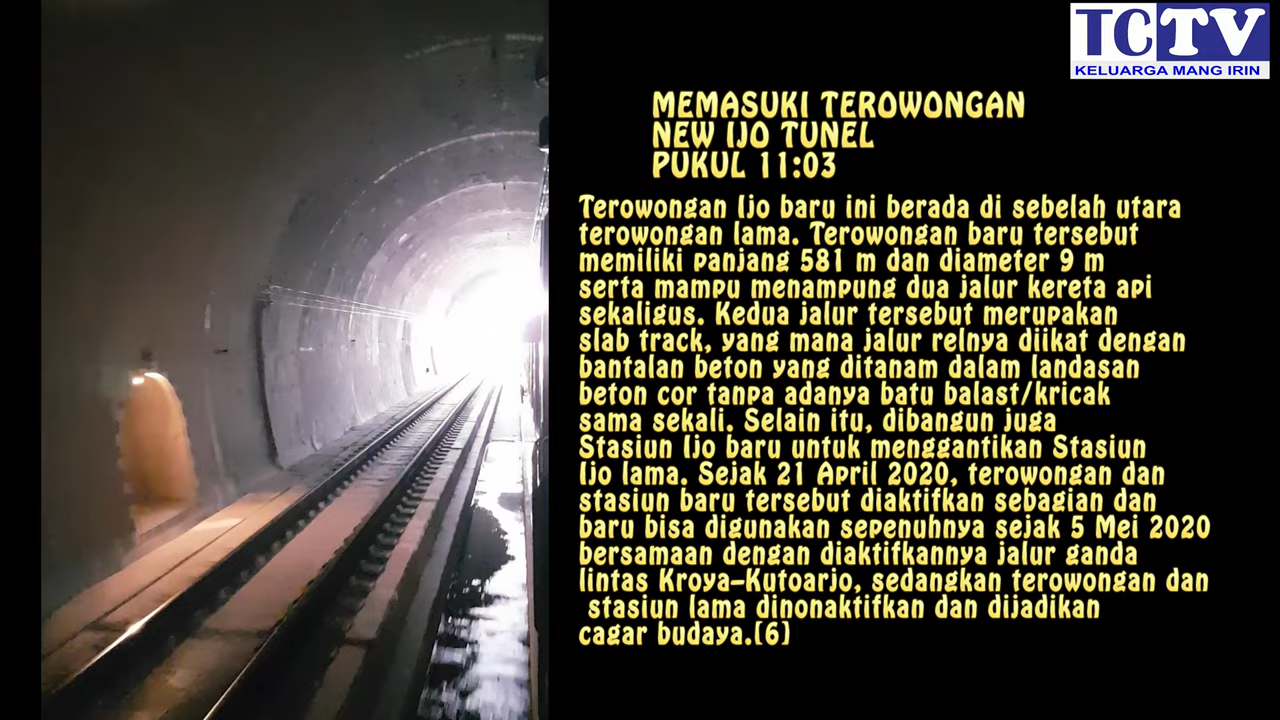 TCTV
KELUARGA MANG IRIN
MEMASUKI TEROWONGAN
NEW IJO TUNEL
PUKUL 11:03
Terowongan Ijo baru ini berada di sebelah utara
terowongan lama. Terowongan baru tersebut
memiliki panjang 581 m dan diameter 9 m
serta mampu menampung dua jalur kereta api
sekaligus. Kedua jalur tersebut merupakan
slab track, yang mana jalur relnya diikat dengan
bantalan beton yang ditanam dalam landasan
beton cor tanpa adanya batu balast/kricak
sama sekali. Selain itu, dibangun juga
Stasiun Ijo baru untuk menggantikan Stasiun
Ijo lama. Sejak 21 April 2020, terowongan dan
stasiun baru tersebut diaktifkan sebagian dan
baru bisa digunakan sepenuhnya sejak 5 Mei 2020
bersamaan dengan diaktifkannya jalur ganda
lintas Kroya–Kutoarjo, sedangkan terowongan dan
stasiun lama dinonaktifkan dan dijadikan
cagar budaya.[6]